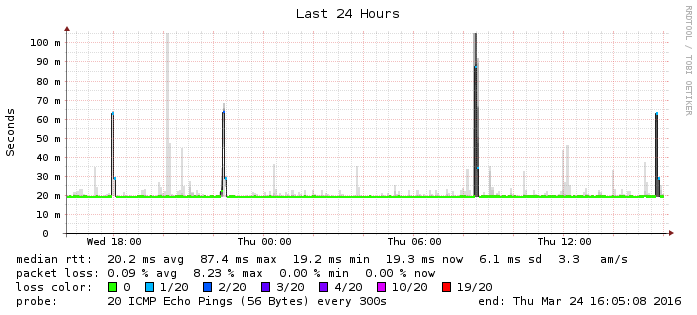 Last 24 Hours
RRDTOOL / TOBI OETIKER
Seconds
100 m
90 m
80 m
70 m
60 m
50 m
40 m
30 m
20 m
10 m
0 m
Wed 18:00 Thu 00:00 Thu 06:00 Thu 12:00
median rtt: 20.2 ms avg 87.4 ms max 19.2 ms min 19.3 ms now 6.1 ms sd 3.3 am/s
packet loss: 0.09 % avg 8.23 % max 0.00 % min 0.00 % now
loss color: 0 1/20 2/20 3/20 4/20 10/20 19/20
probe: 20 ICMP Echo Pings (56 Bytes) every 300s end: Thu Mar 24 16:05:08 2016